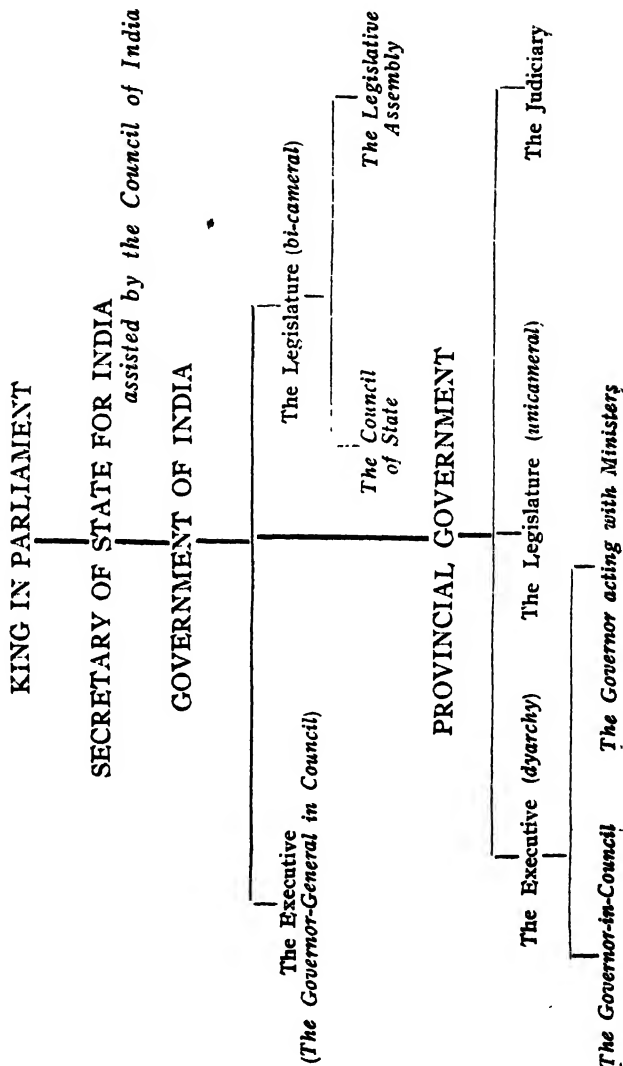 KING IN PARLIAMENT
SECRETARY OF STATE FOR INDIA
assisted by the Council of India
GOVERNMENT OF INDIA
The Executive
(The Governor-General in Council)
The Legislature (bi-cameral)
The Council
of State
The Legislative
Assembly
PROVINCIAL GOVERNMENT
The Executive (dyarchy)
The Legislature (unicameral)
The Judiciary
The Governor-in-Council
The Governor acting with Ministers